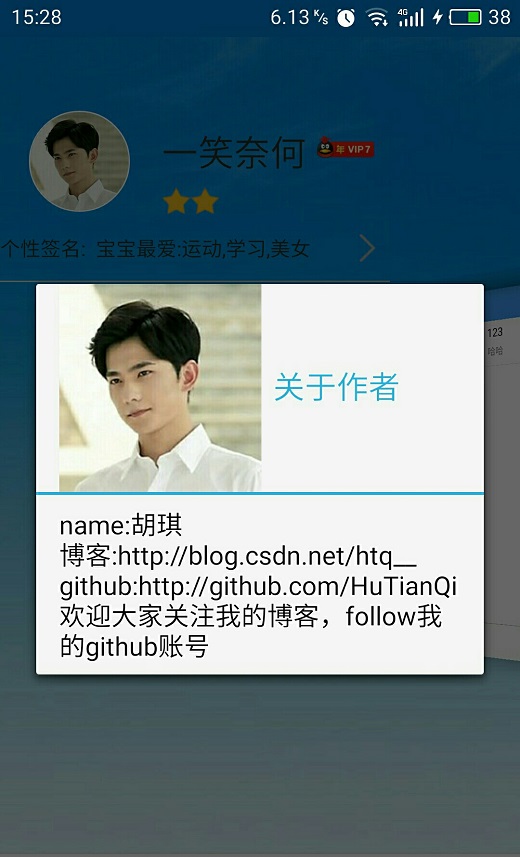 15:28 6.13 K/s 4G 38
一笑奈何 年 VIP7
个性签名: 宝宝最爱:运动,学习,美女
123
哈哈
关于作者
name:胡琪
博客:http://blog.csdn.net/htq__
github:http://github.com/HuTianQi
欢迎大家关注我的博客，follow我
的github账号